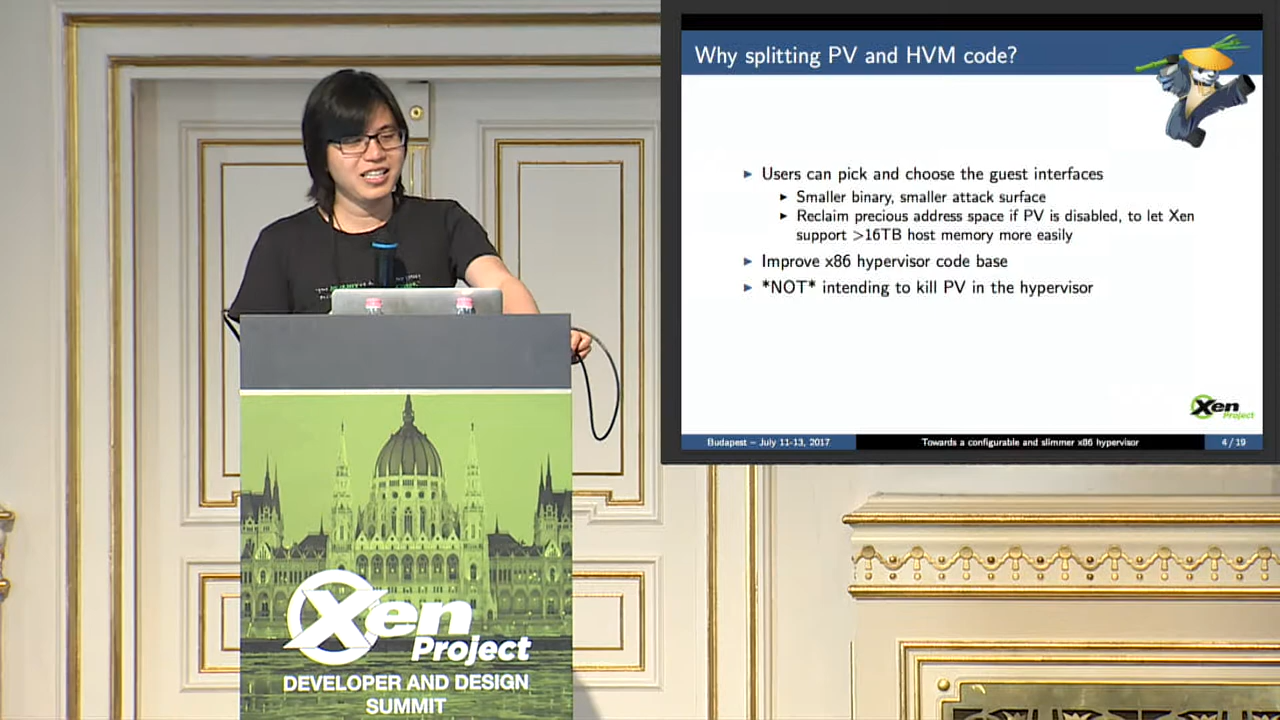 Why splitting PV and HVM code?
Users can pick and choose the guest interfaces
Smaller binary, smaller attack surface
Reclaim precious address space if PV is disabled, to let Xen
support >16TB host memory more easily
Improve x86 hypervisor code base
*NOT* intending to kill PV in the hypervisor
Xen
Project
Budapest – July 11-13, 2017
Towards a configurable and slimmer x86 hypervisor
4 / 19
Xen
Project
DEVELOPER AND DESIGN
SUMMIT